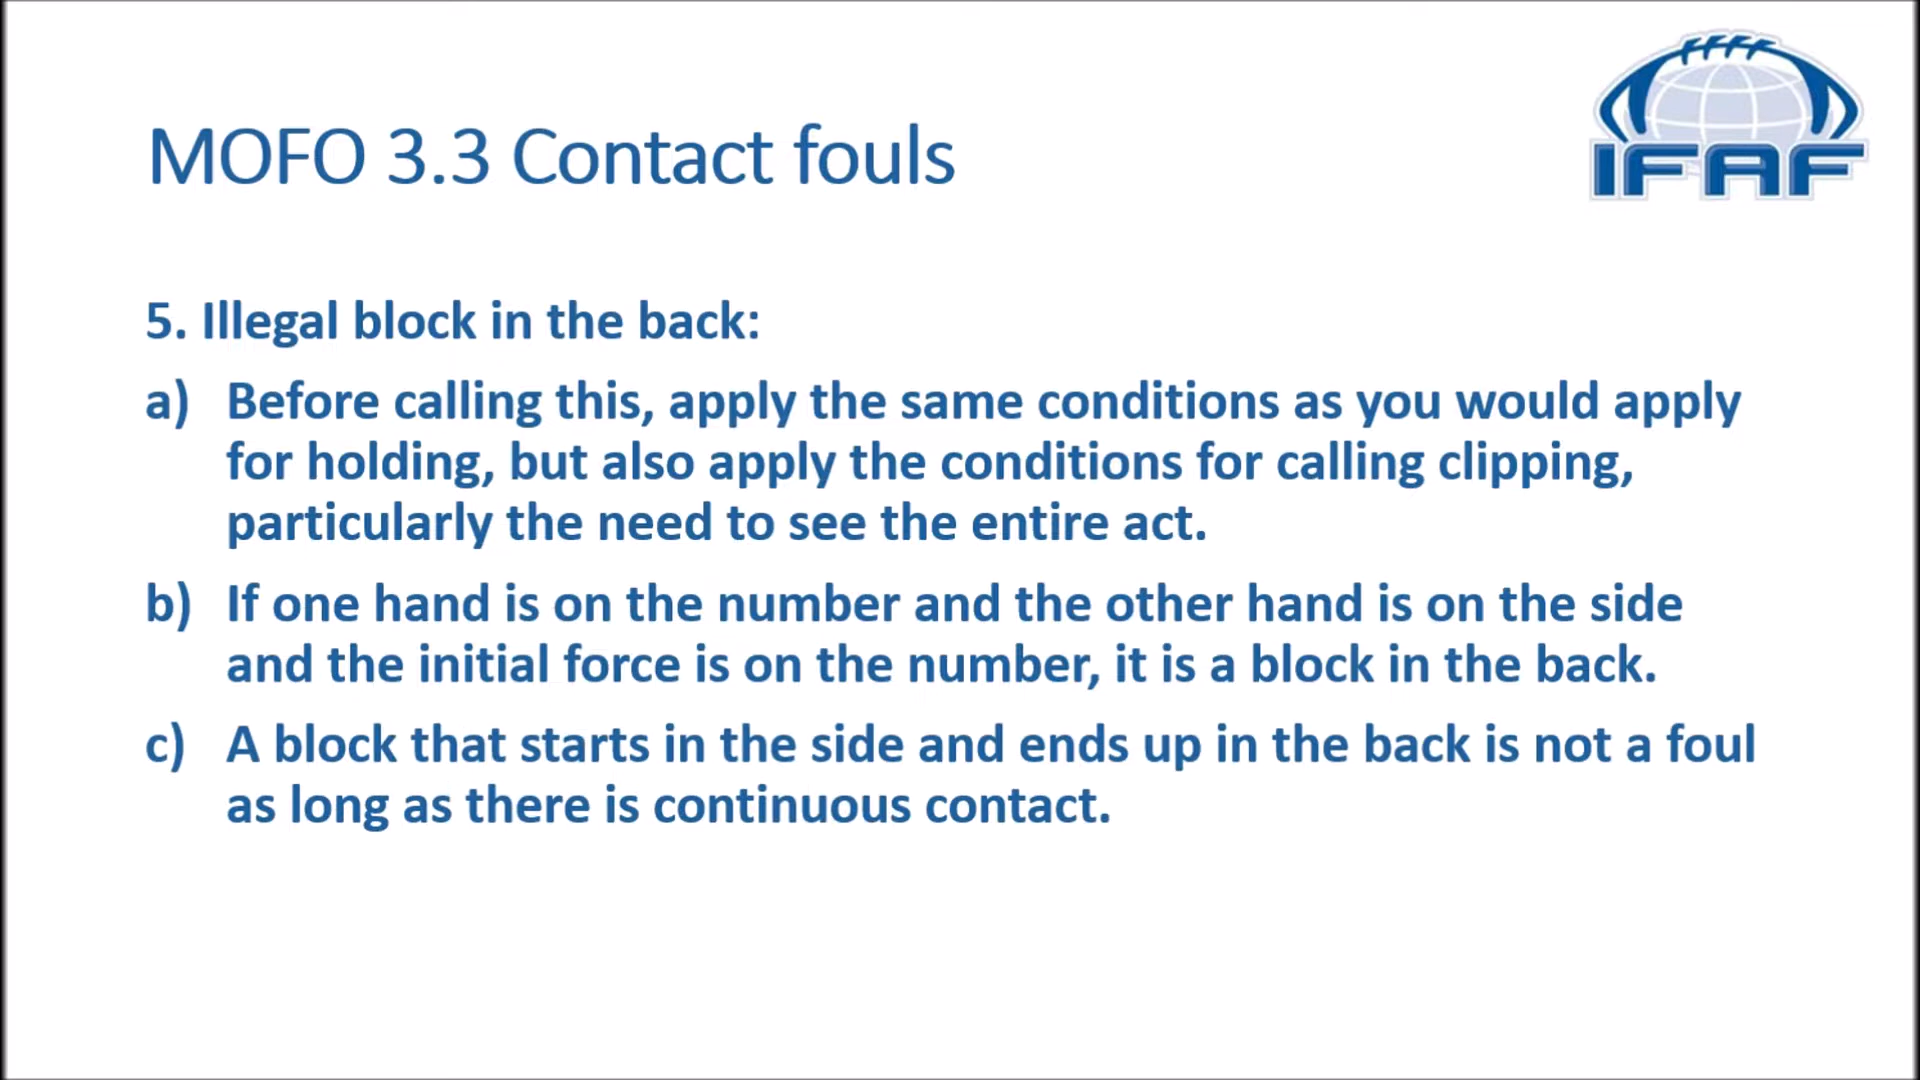 MOFO 3.3 Contact fouls
IFAF
5. Illegal block in the back:
a) Before calling this, apply the same conditions as you would apply
for holding, but also apply the conditions for calling clipping,
particularly the need to see the entire act.
b) If one hand is on the number and the other hand is on the side
and the initial force is on the number, it is a block in the back.
c) A block that starts in the side and ends up in the back is not a foul
as long as there is continuous contact.